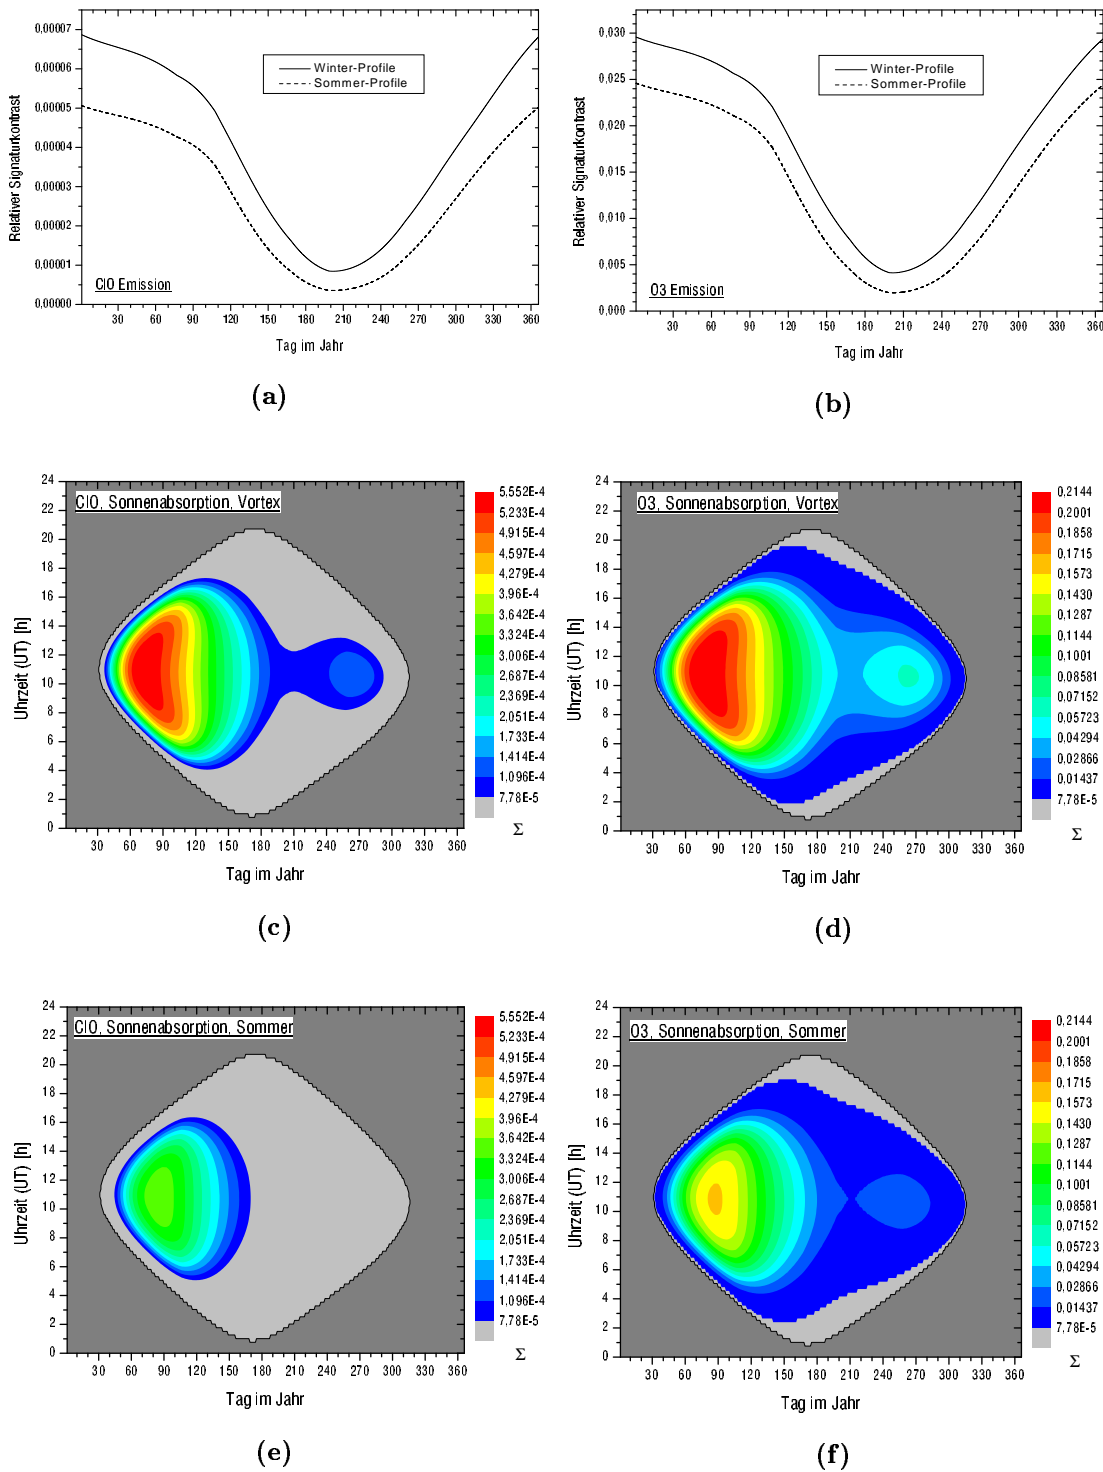 0,00007
0,00006
0,00005
0,00004
0,00003
0,00002
0,00001
0,00000
Relativer Signaturkontrast
Winter-Profile
Sommer-Profile
ClO Emission
30 60 90 120 150 180 210 240 270 300 330 360
Tag im Jahr
(a)
0,030
0,025
0,020
0,015
0,010
0,005
0,000
Relativer Signaturkontrast
Winter-Profile
Sommer-Profile
O3 Emission
30 60 90 120 150 180 210 240 270 300 330 360
Tag im Jahr
(b)
24
22
20
18
16
14
12
10
8
6
4
2
0
Uhrzeit (UT) [h]
ClO, Sonnenabsorption, Vortex
30 60 90 120 150 180 210 240 270 300 330 360
Tag im Jahr
5,552E-4
5,233E-4
4,915E-4
4,597E-4
4,279E-4
3,96E-4
3,642E-4
3,324E-4
3,006E-4
2,687E-4
2,369E-4
2,051E-4
1,733E-4
1,414E-4
1,096E-4
7,78E-5
Σ
(c)
24
22
20
18
16
14
12
10
8
6
4
2
0
Uhrzeit (UT) [h]
O3, Sonnenabsorption, Vortex
30 60 90 120 150 180 210 240 270 300 330 360
Tag im Jahr
0,2144
0,2001
0,1858
0,1715
0,1573
0,1430
0,1287
0,1144
0,1001
0,08581
0,07152
0,05723
0,04294
0,02866
0,01437
7,78E-5
Σ
(d)
24
22
20
18
16
14
12
10
8
6
4
2
0
Uhrzeit (UT) [h]
ClO, Sonnenabsorption, Sommer
30 60 90 120 150 180 210 240 270 300 330 360
Tag im Jahr
5,552E-4
5,233E-4
4,915E-4
4,597E-4
4,279E-4
3,96E-4
3,642E-4
3,324E-4
3,006E-4
2,687E-4
2,369E-4
2,051E-4
1,733E-4
1,414E-4
1,096E-4
7,78E-5
Σ
(e)
24
22
20
18
16
14
12
10
8
6
4
2
0
Uhrzeit (UT) [h]
O3, Sonnenabsorption, Sommer
30 60 90 120 150 180 210 240 270 300 330 360
Tag im Jahr
0,2144
0,2001
0,1858
0,1715
0,1573
0,1430
0,1287
0,1144
0,1001
0,08581
0,07152
0,05723
0,04294
0,02866
0,01437
7,78E-5
Σ
(f)